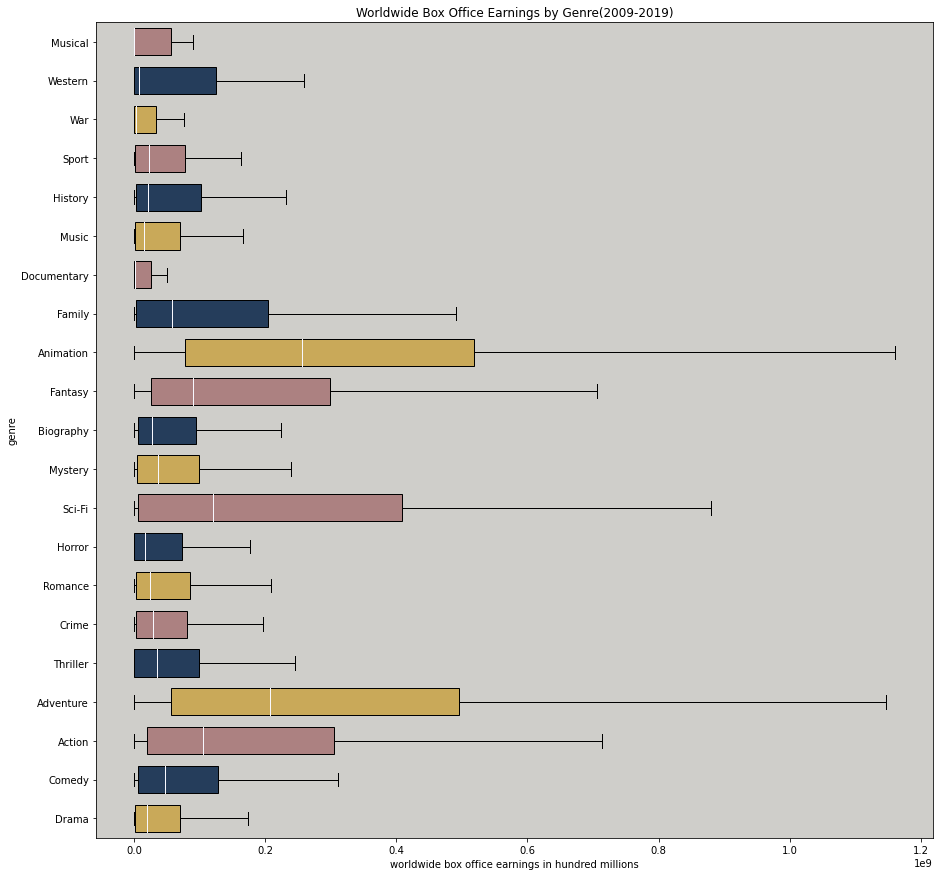 Worldwide Box Office Earnings by Genre(2009-2019)
Musical
Western
War
Sport
History
Music
Documentary
Family
Animation
Fantasy
genre
Biography
Mystery
Sci-Fi
Horror
Romance
Crime
Thriller
Adventure
Action
Comedy
Drama
0.0 0.2 0.4 0.6 0.8 1.0 1.2
1e9
worldwide box office earnings in hundred millions